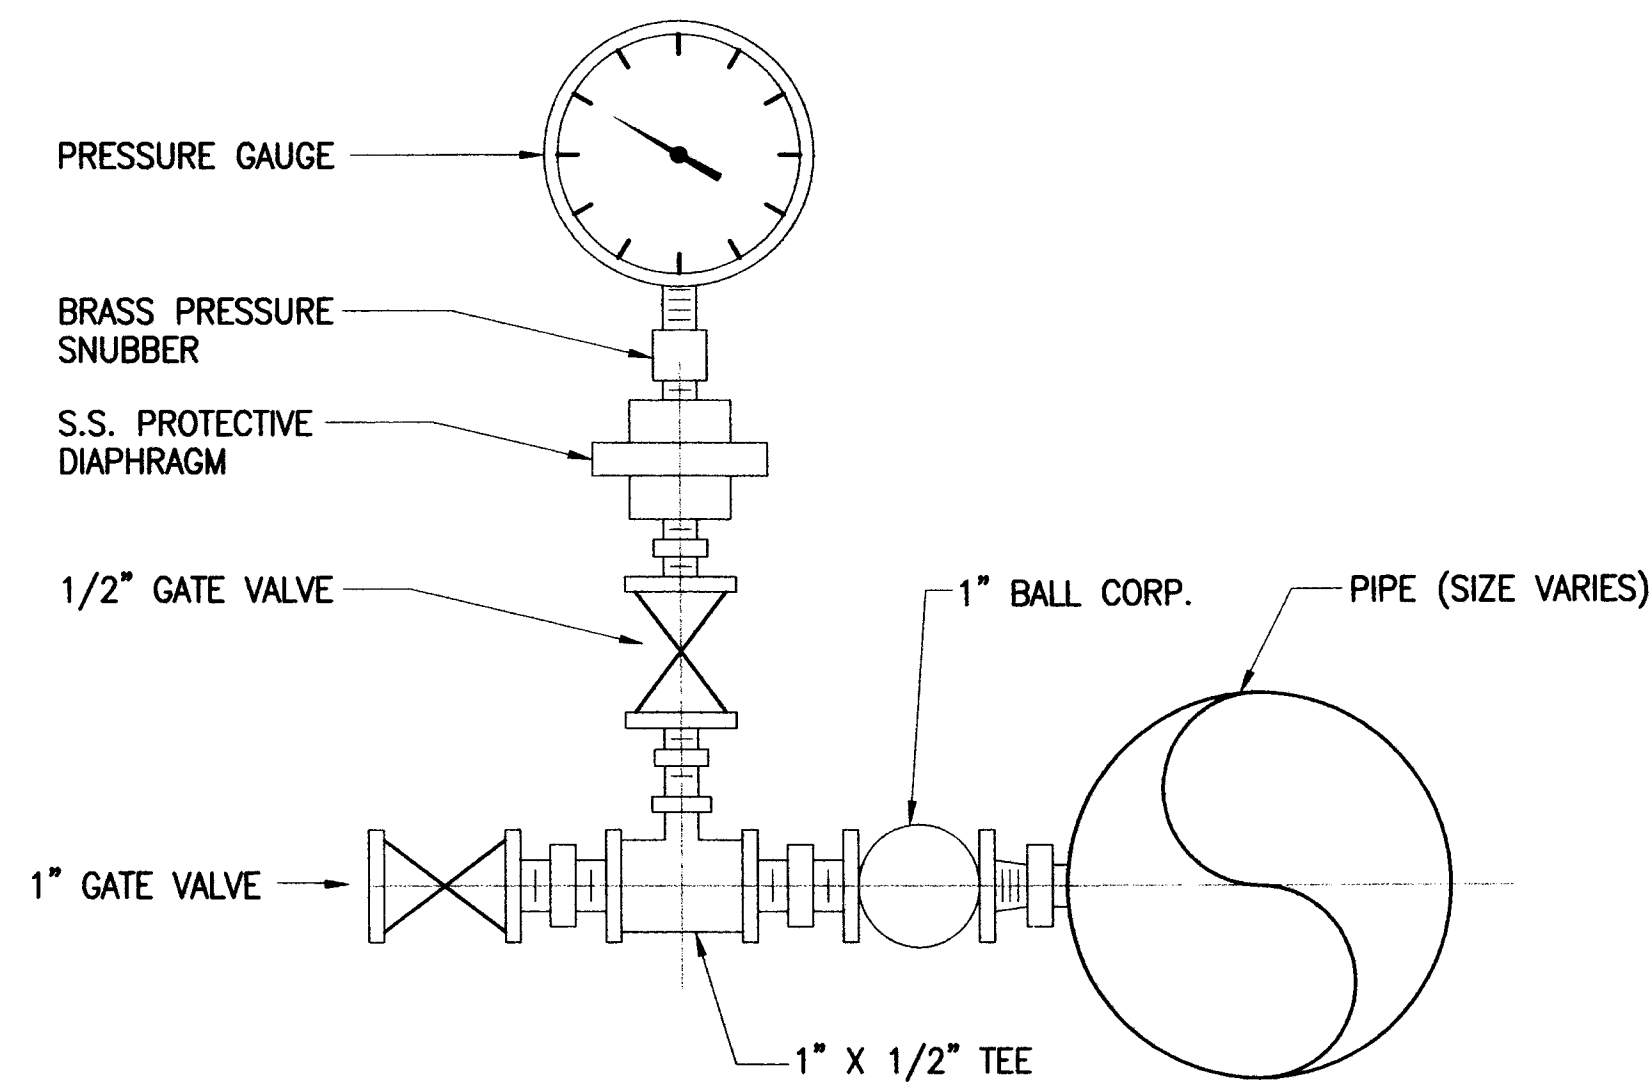 PRESSURE GAUGE
BRASS PRESSURE
SNUBBER
S.S. PROTECTIVE
DIAPHRAGM
1/2" GATE VALVE
1" BALL CORP.
PIPE (SIZE VARIES)
1" GATE VALVE
1" X 1/2" TEE